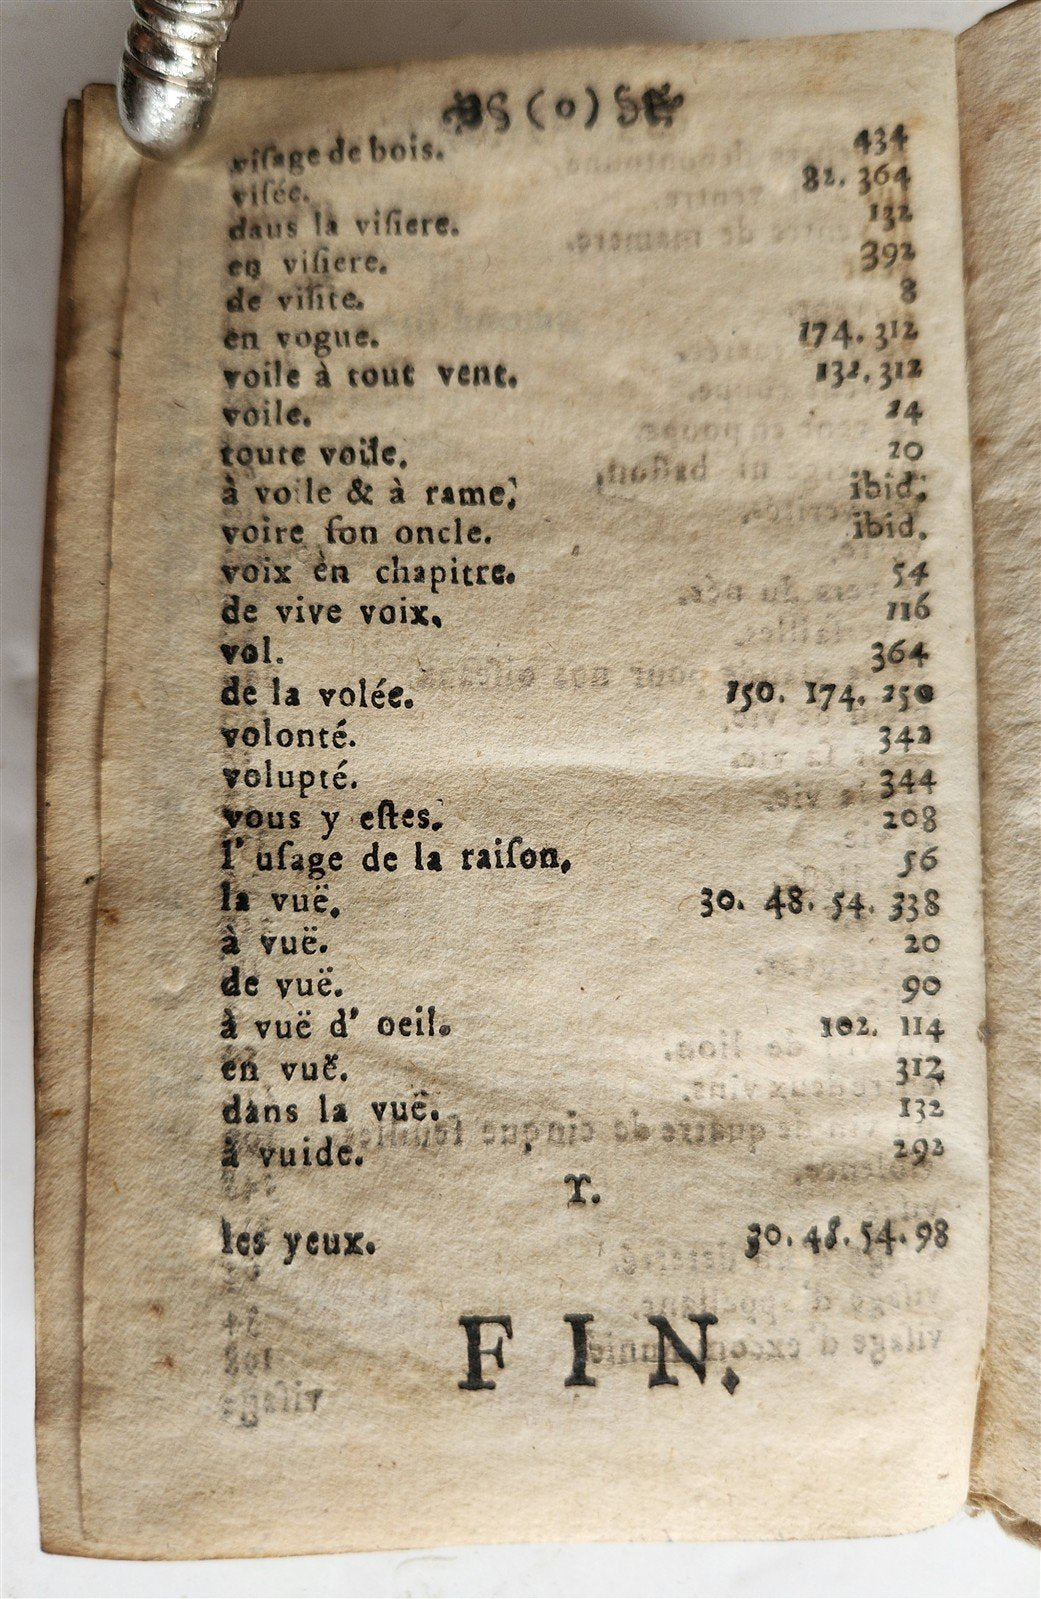 (o)
viſage de bois. 434
viſée. 82. 364
daus la viſiere. 132
en viſiere. 392
de viſite. 8
en vogue. 174. 312
voile à tout vent. 132. 312
voile. 24
toute voile. 20
à voile & à rame. ibid.
voire ſon oncle. ibid.
voix èn chapitre. 54
de vive voix. 116
vol. 364
de la volée. 150. 174. 250
volonté. 342
volupté. 344
vous y eſtes. 208
l' uſage de la raiſon. 56
la vuë. 30. 48. 54. 338
à vuë. 20
de vuë. 90
à vuë d' oeil. 102. 114
en vuë. 312
dans la vuë. 132
à vuide. 292
Y.
les yeux. 30. 48. 54. 98
FIN.